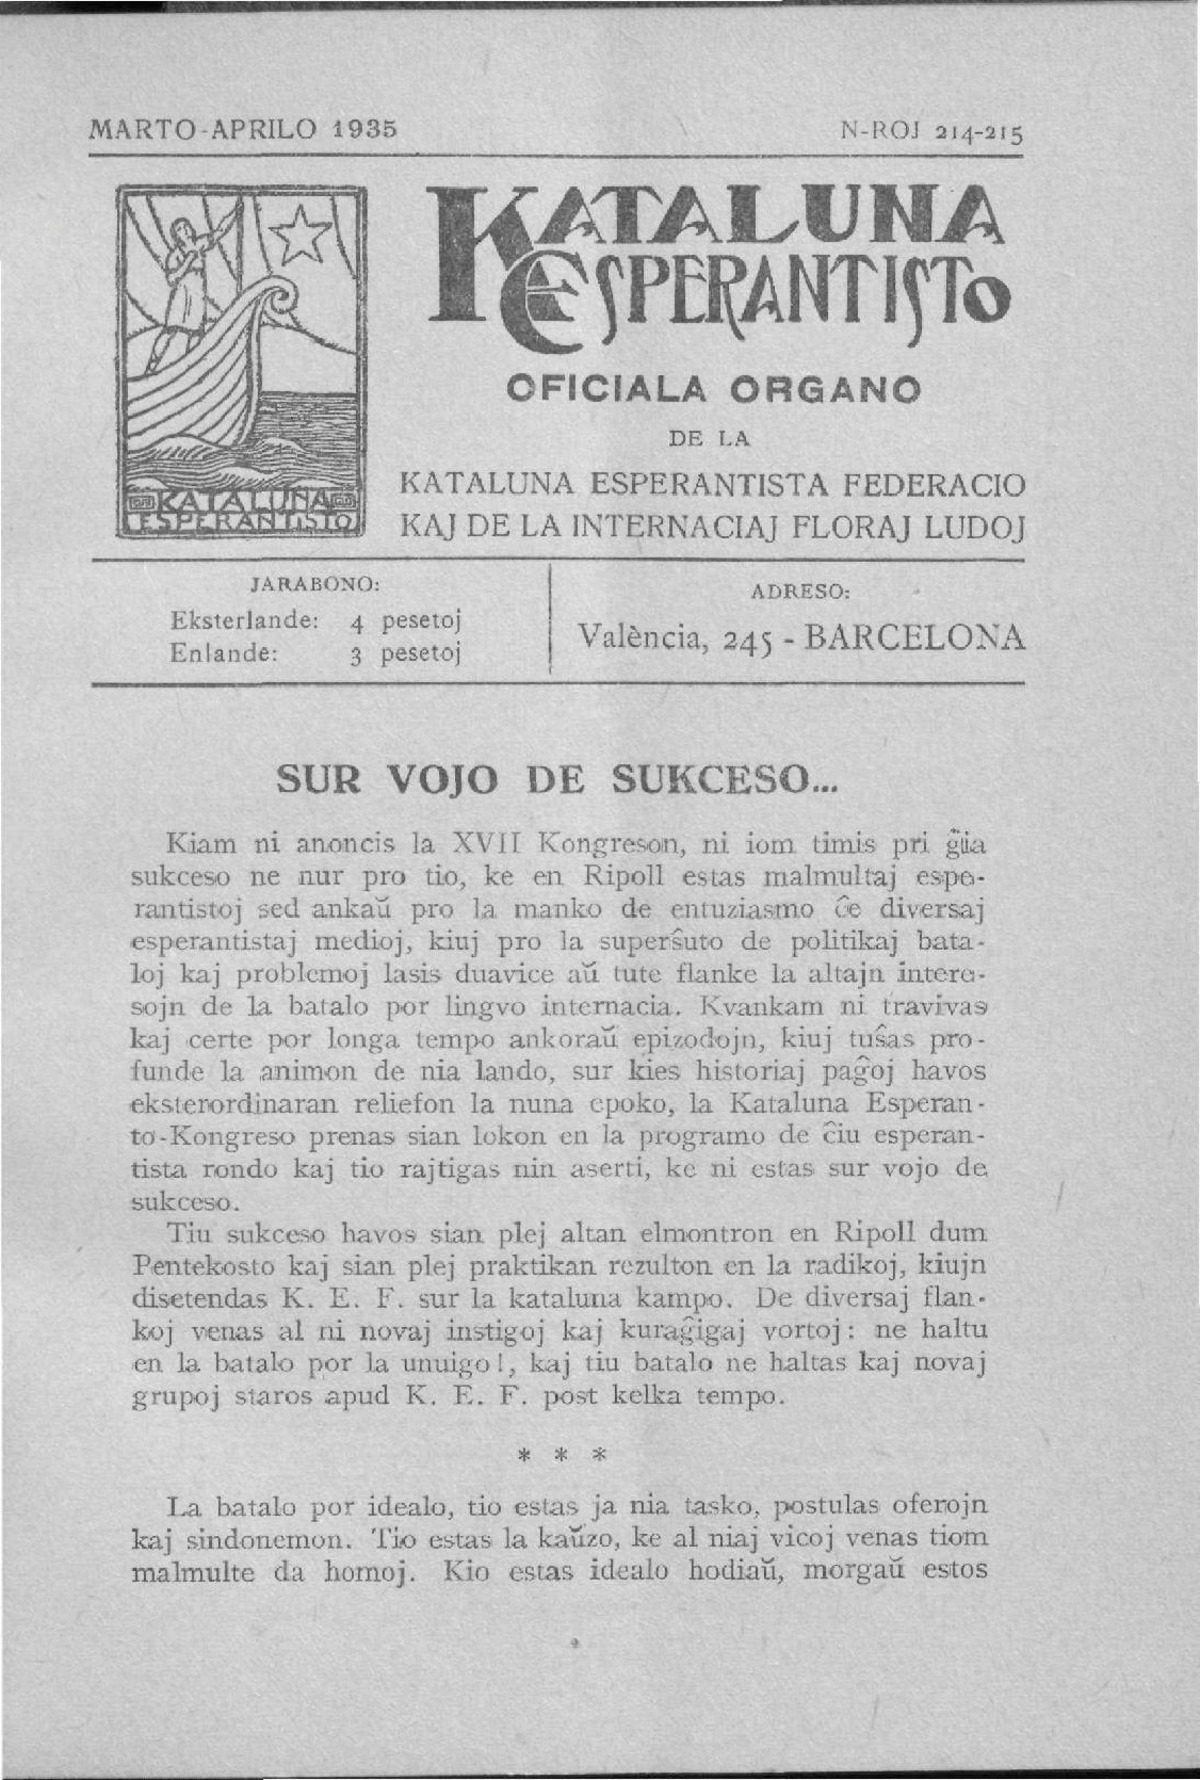 MARTO-APRILO 1935
N-ROJ 214-215
KATALUNA
ESPERANTISTO
OFICIALA ORGANO
DE LA
KATALUNA ESPERANTISTA FEDERACIO
KAJ DE LA INTERNACIAJ FLORAJ LUDOJ
KATALUNA
ESPERANTISTO
JARABONO:
Eksterlande: 4 pesetoj
Enlande: 3 pesetoj
ADRESO:
València, 245 - BARCELONA
SUR VOJO DE SUKCESO...
Kiam ni anoncis la XVII Kongreson, ni iom timis pri ĝia
sukceso ne nur pro tio, ke en Ripoll estas malmultaj espe-
rantistoj sed ankaŭ pro la manko de entuziasmo ĉe diversaj
esperantistaj medioj, kiuj pro la superŝuto de politikaj bata-
loj kaj problemoj lasis duavice aŭ tute flanke la altajn intere-
sojn de la batalo por lingvo internacia. Kvankam ni travivas
kaj certe por longa tempo ankoraŭ epizodojn, kiuj tuŝas pro-
funde la animon de nia lando, sur kies historiaj paĝoj havos
eksterordinaran reliefon la nuna epoko, la Kataluna Esperan-
to-Kongreso prenas sian lokon en la programo de ĉiu esperan-
tista rondo kaj tio rajtigas nin aserti, ke ni estas sur vojo de
sukceso.
Tiu sukceso havos sian plej altan elmontron en Ripoll dum
Pentekosto kaj sian plej praktikan rezulton en la radikoj, kiujn
disetendas K. E. F. sur la kataluna kampo. De diversaj flan-
koj venas al ni novaj instigoj kaj kuraĝigaj vortoj: ne haltu
en la batalo por la unuigo!, kaj tiu batalo ne haltas kaj novaj
grupoj staros apud K. E. F. post kelka tempo.
* * *
La batalo por idealo, tio estas ja nia tasko, postulas oferojn
kaj sindonemon. Tio estas la kaŭzo, ke al niaj vicoj venas tiom
malmulte da homoj. Kio estas idealo hodiaŭ, morgaŭ estos